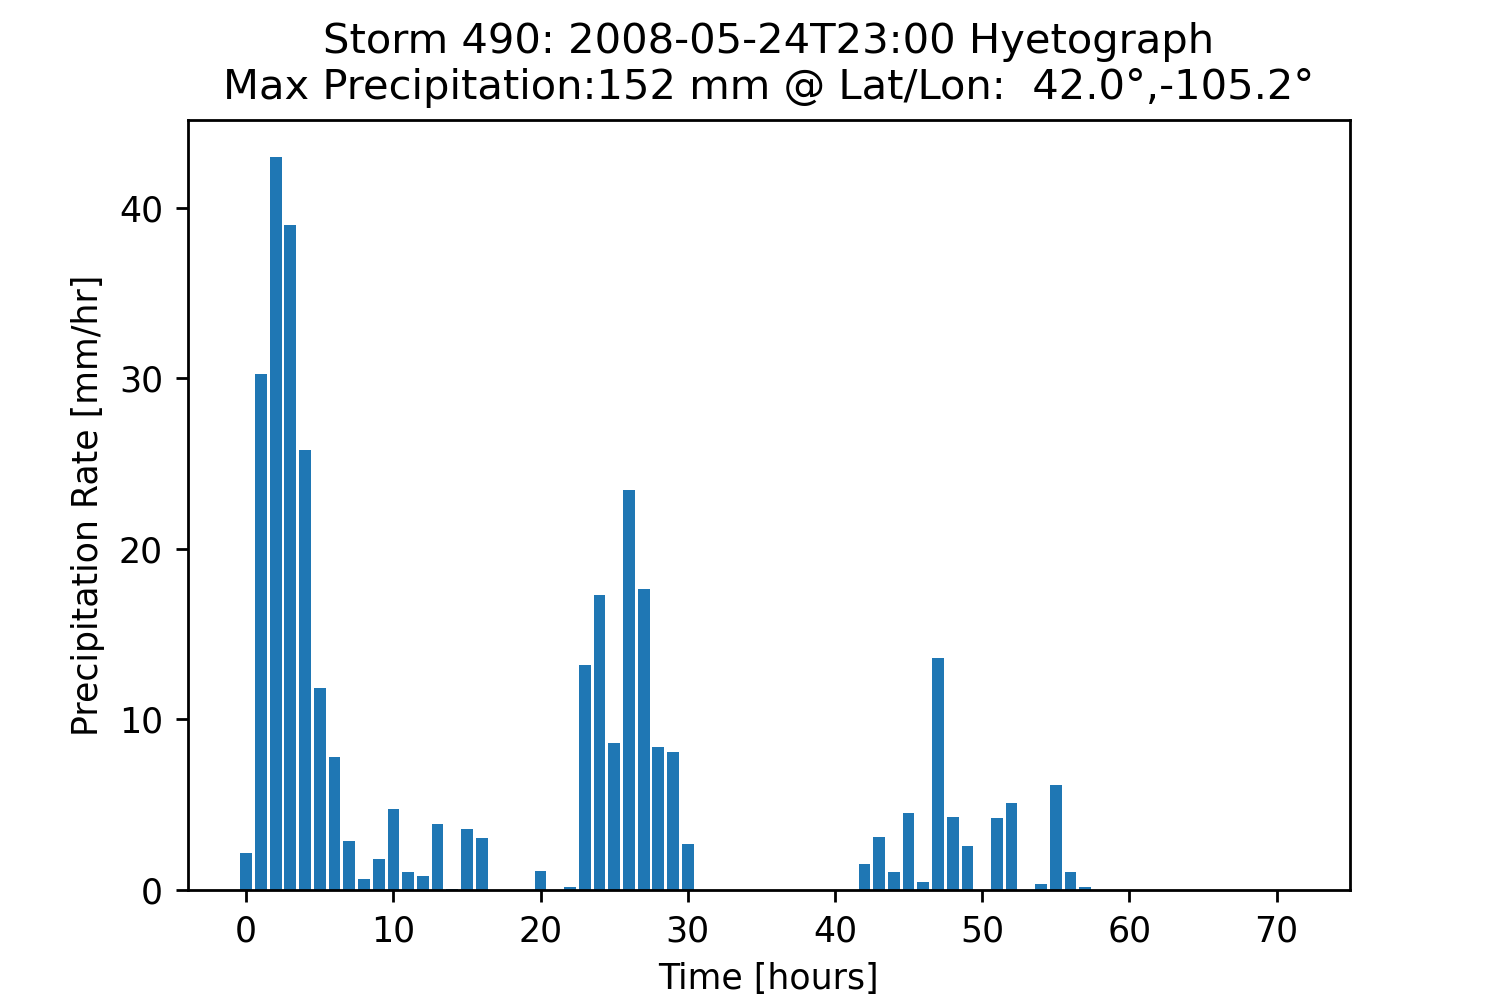 Storm 490: 2008-05-24T23:00 Hyetograph
Max Precipitation:152 mm @ Lat/Lon:  42.0°,-105.2°
Precipitation Rate [mm/hr]
40
30
20
10
0
0 10 20 30 40 50 60 70
Time [hours]